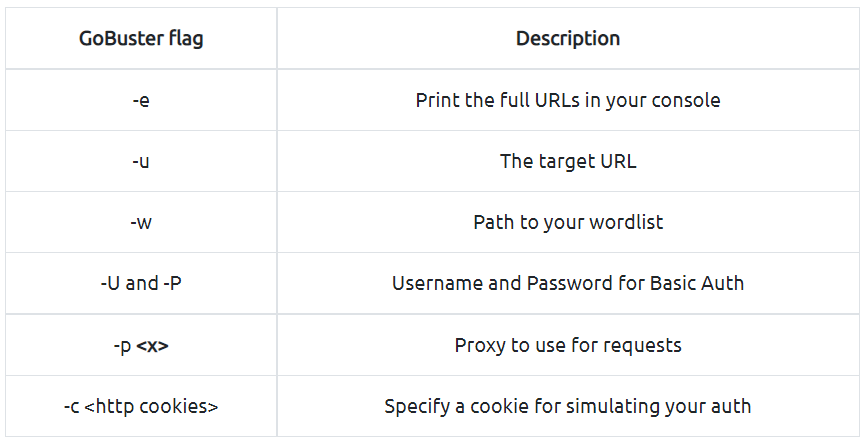 GoBuster flag Description
-e Print the full URLs in your console
-u The target URL
-w Path to your wordlist
-U and -P Username and Password for Basic Auth
-p <x> Proxy to use for requests
-c <http cookies> Specify a cookie for simulating your auth